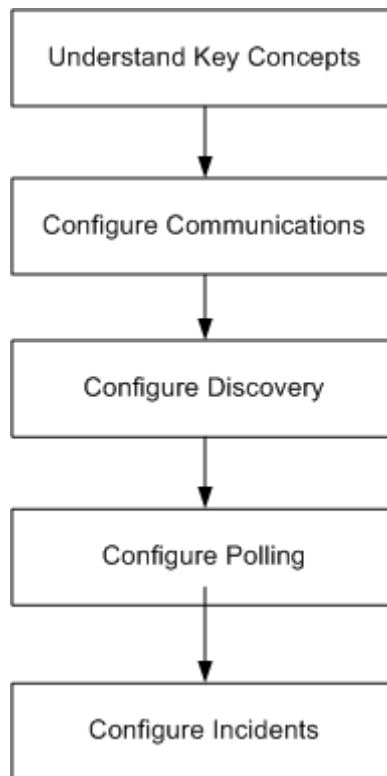 Understand Key Concepts
Configure Communications
Configure Discovery
Configure Polling
Configure Incidents